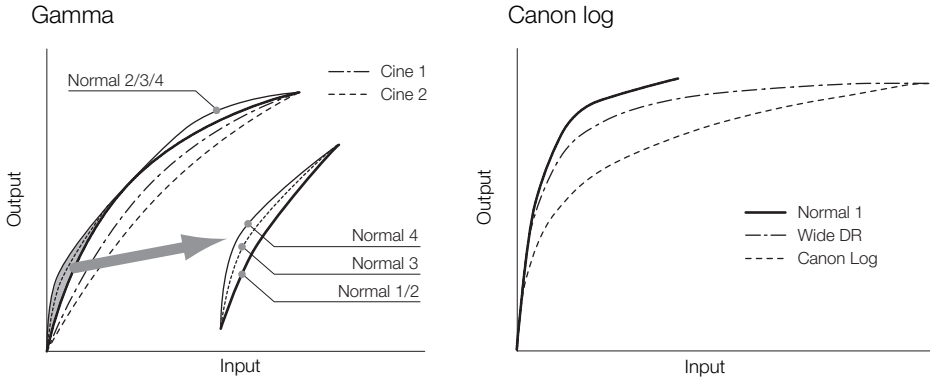 Gamma
Normal 2/3/4
Cine 1
Cine 2
Normal 4
Normal 3
Normal 1/2
Output
Input
Canon log
Normal 1
Wide DR
Canon Log
Output
Input